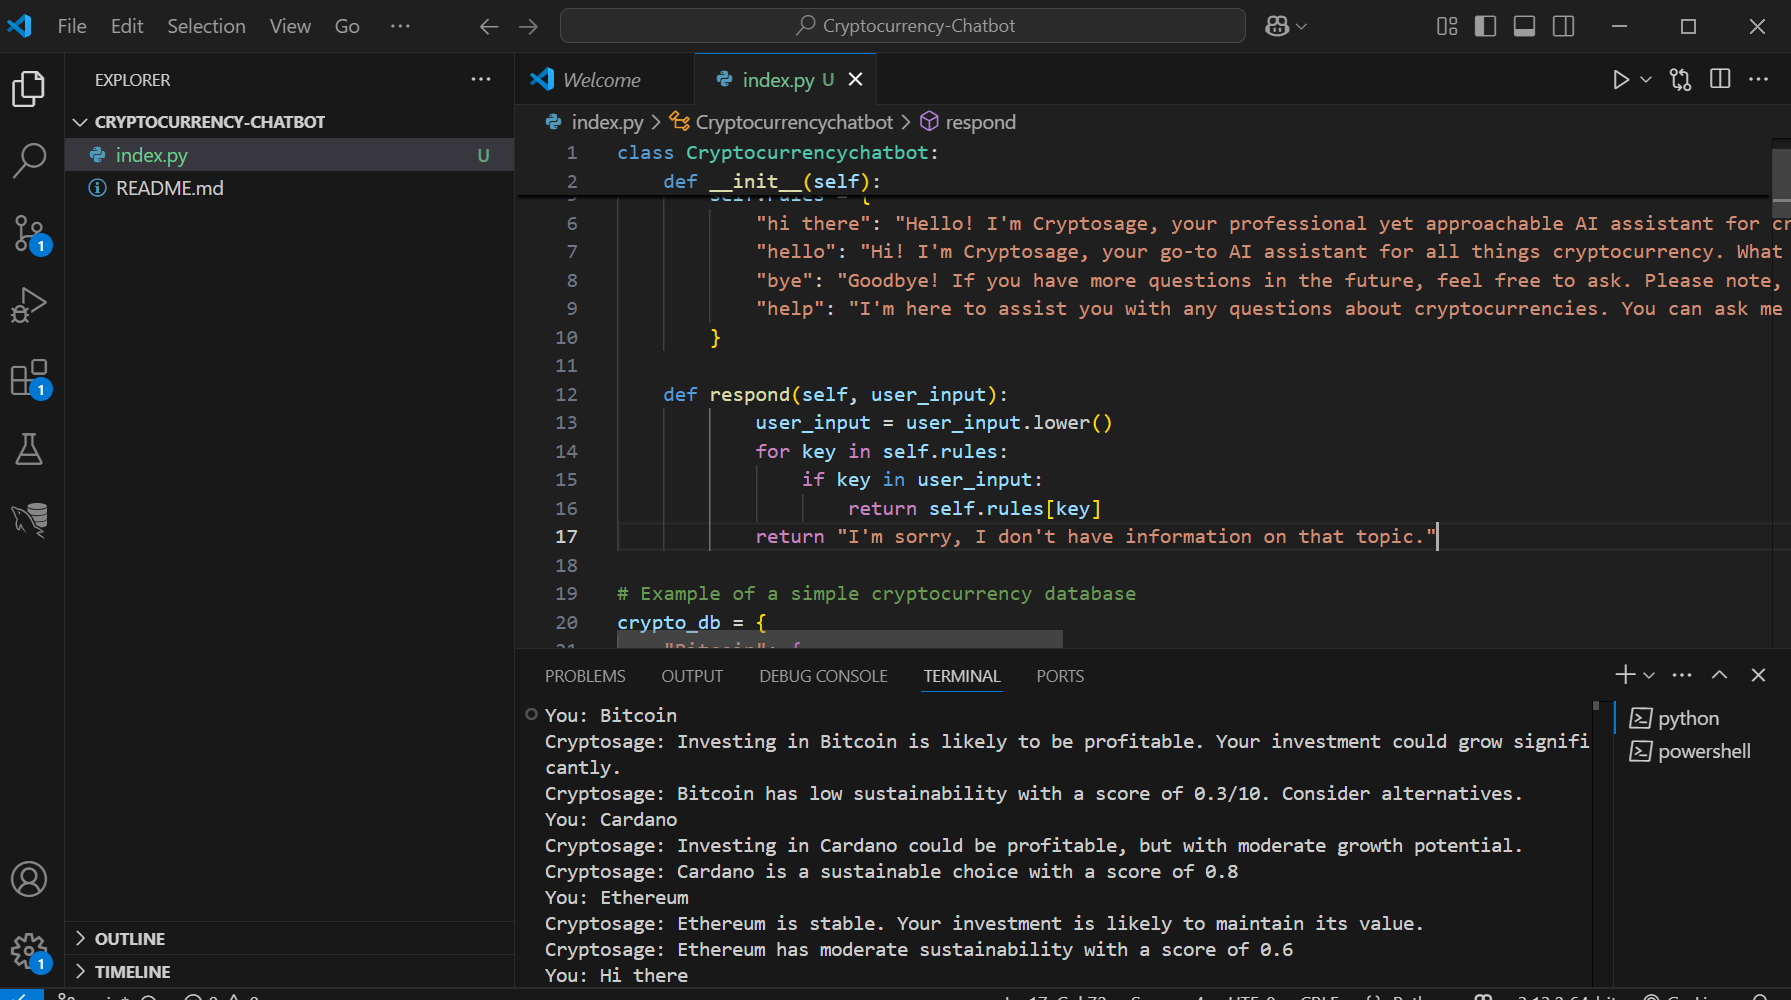 File Edit Selection View Go ··· Cryptocurrency-Chatbot
EXPLORER
CRYPTOCURRENCY-CHATBOT
index.py U
README.md
1
1
OUTLINE
1
TIMELINE
Welcome index.py U
index.py > Cryptocurrencychatbot > respond
1 class Cryptocurrencychatbot:
2 def __init__(self):
self.rules = {
6 "hi there": "Hello! I'm Cryptosage, your professional yet approachable AI assistant for cr
7 "hello": "Hi! I'm Cryptosage, your go-to AI assistant for all things cryptocurrency. What
8 "bye": "Goodbye! If you have more questions in the future, feel free to ask. Please note,
9 "help": "I'm here to assist you with any questions about cryptocurrencies. You can ask me
10 }
11
12 def respond(self, user_input):
13 user_input = user_input.lower()
14 for key in self.rules:
15 if key in user_input:
16 return self.rules[key]
17 return "I'm sorry, I don't have information on that topic."
18
19 # Example of a simple cryptocurrency database
20 crypto_db = {
21 "Bitcoin": {
PROBLEMS OUTPUT DEBUG CONSOLE TERMINAL PORTS
You: Bitcoin
Cryptosage: Investing in Bitcoin is likely to be profitable. Your investment could grow signifi
cantly.
Cryptosage: Bitcoin has low sustainability with a score of 0.3/10. Consider alternatives.
You: Cardano
Cryptosage: Investing in Cardano could be profitable, but with moderate growth potential.
Cryptosage: Cardano is a sustainable choice with a score of 0.8
You: Ethereum
Cryptosage: Ethereum is stable. Your investment is likely to maintain its value.
Cryptosage: Ethereum has moderate sustainability with a score of 0.6
You: Hi there
python
powershell